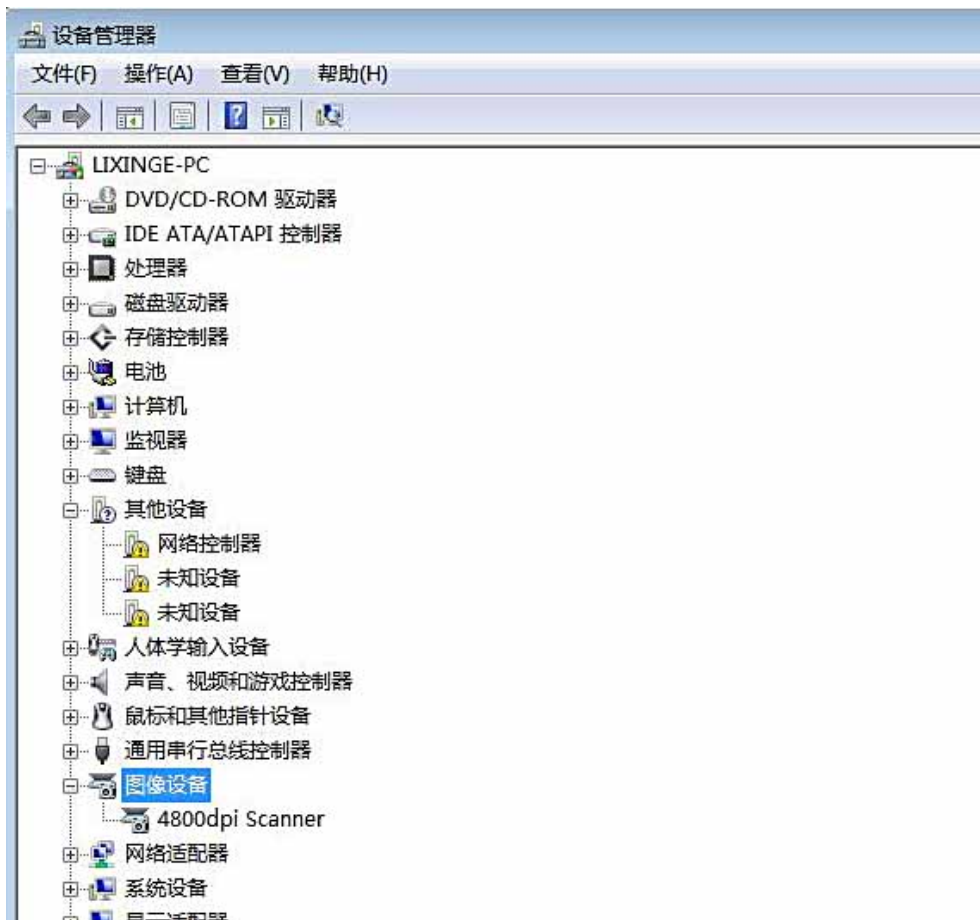 设备管理器
文件(F) 操作(A) 查看(V) 帮助(H)
LIXINGE-PC
DVD/CD-ROM 驱动器
IDE ATA/ATAPI 控制器
处理器
磁盘驱动器
存储控制器
电池
计算机
监视器
键盘
其他设备
网络控制器
未知设备
未知设备
人体学输入设备
声音、视频和游戏控制器
鼠标和其他指针设备
通用串行总线控制器
图像设备
4800dpi Scanner
网络适配器
系统设备
显示适配器